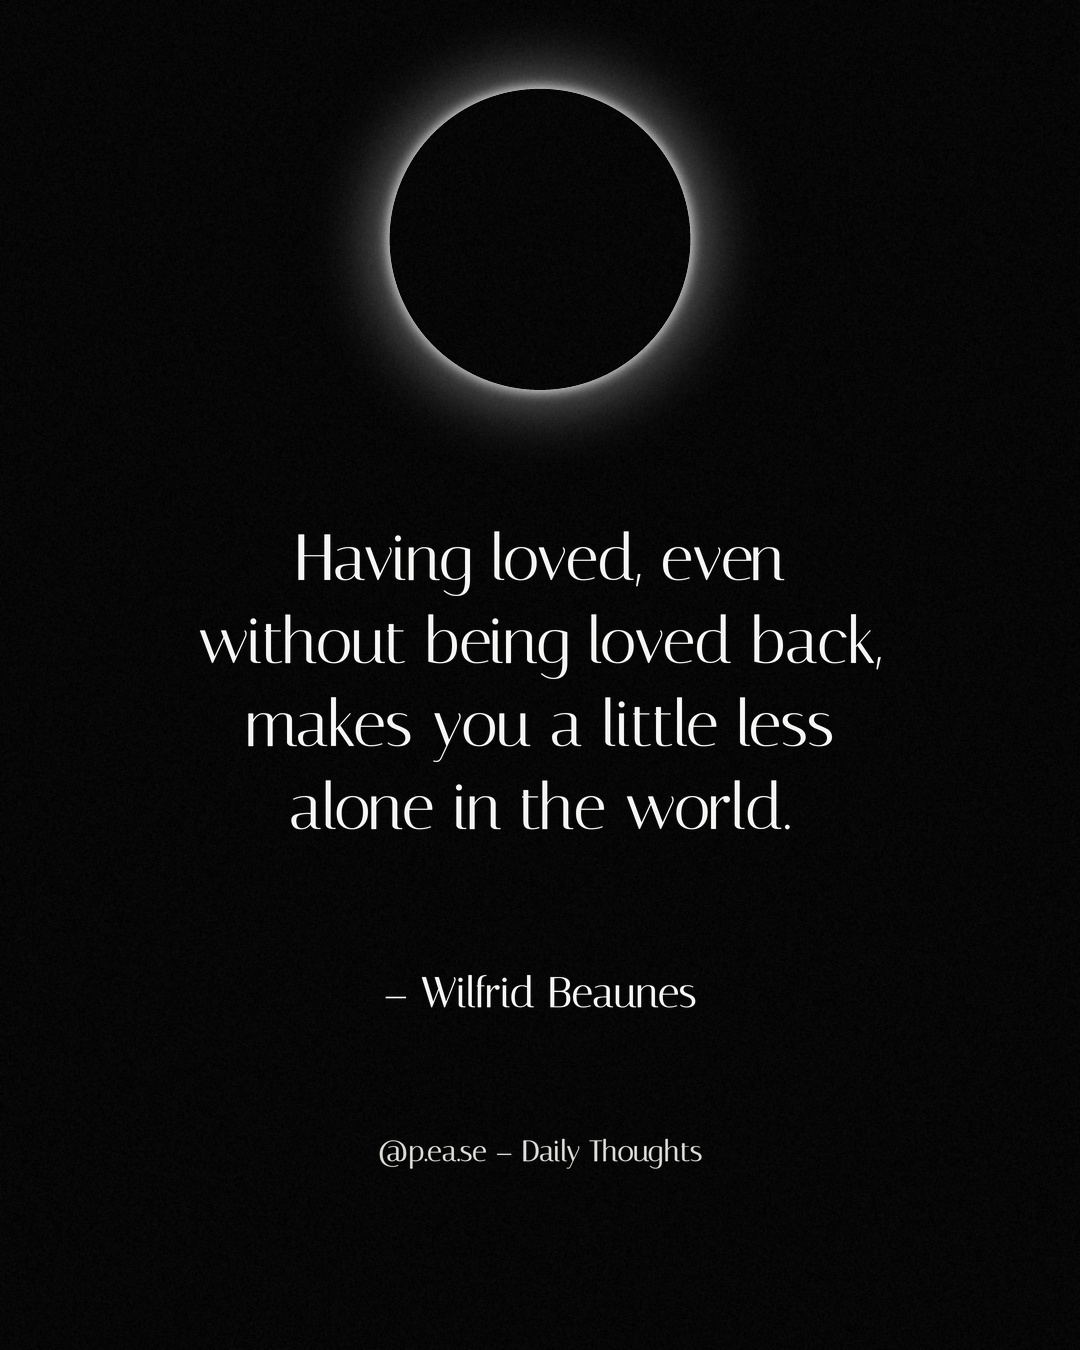 Having loved, even
without being loved back,
makes you a little less
alone in the world.
– Wilfrid Beaunes
@p.ea.se – Daily Thoughts